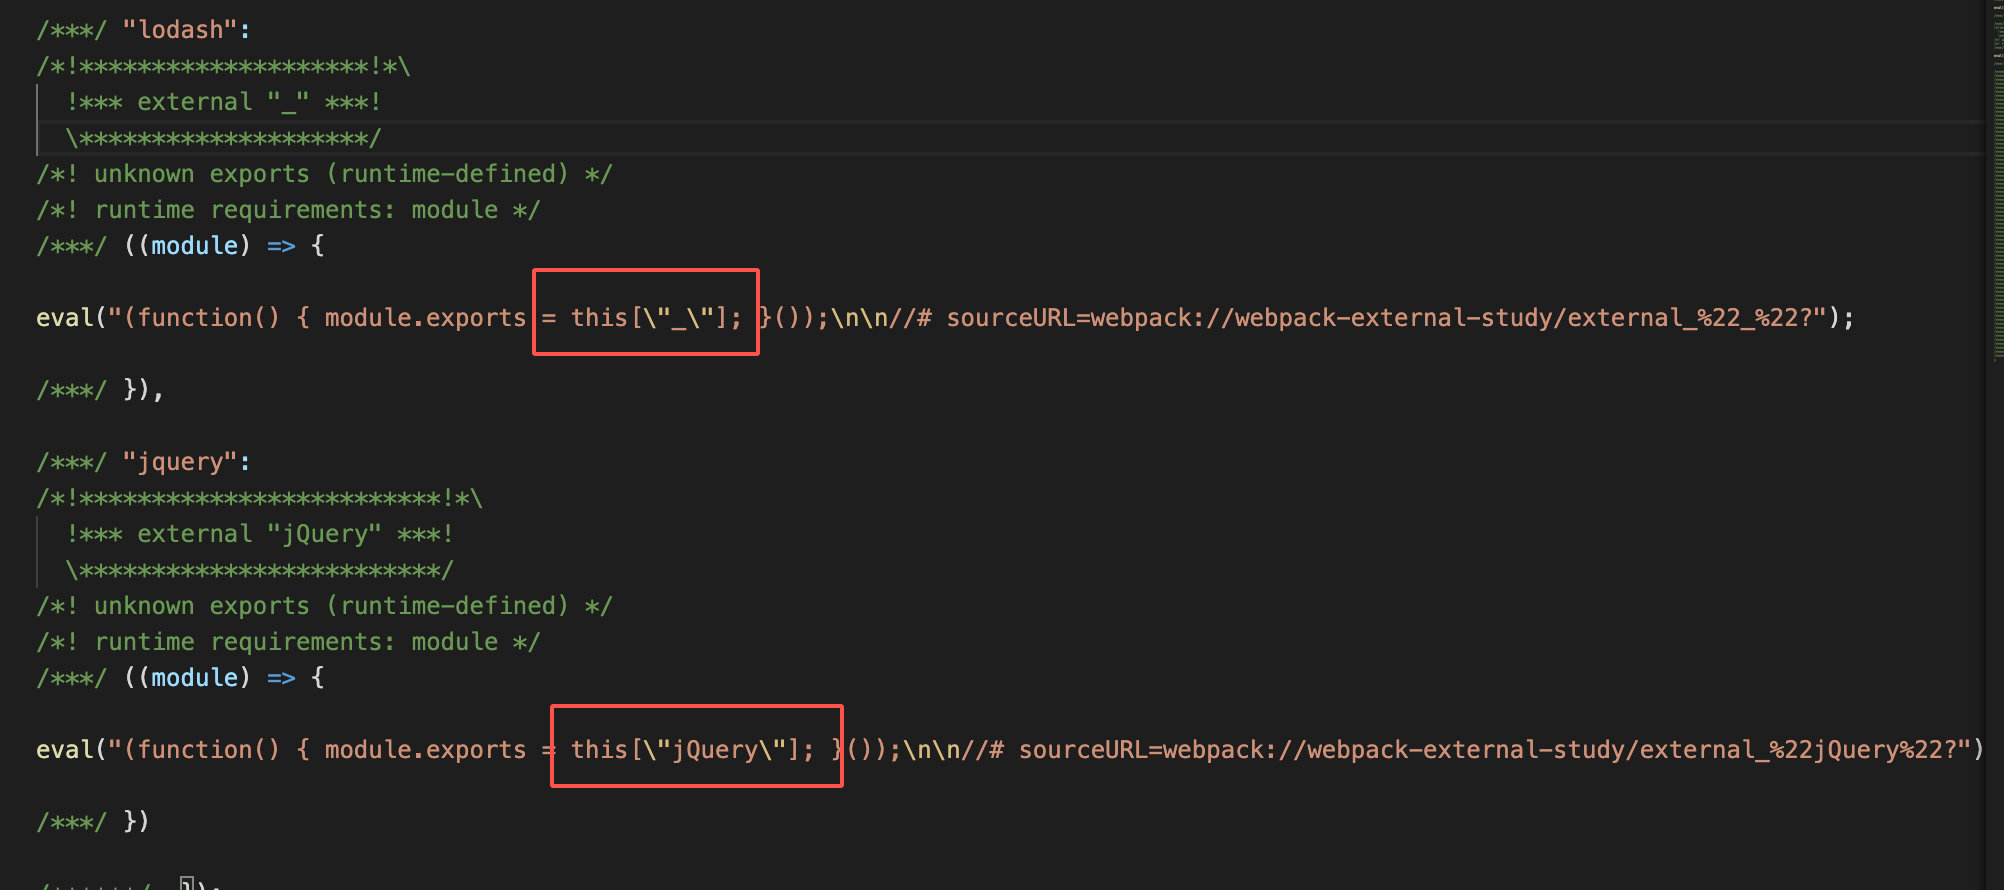 /***/ "lodash":
/*!********************!*\
!*** external "_" ***!
\********************/
/*! unknown exports (runtime-defined) */
/*! runtime requirements: module */
/***/ ((module) => {
eval("(function() { module.exports = this[\"_\"]; }());\n\n//# sourceURL=webpack://webpack-external-study/external_%22_%22?");
/***/ }),
/***/ "jquery":
/*!*************************!*\
!*** external "jQuery" ***!
\*************************/
/*! unknown exports (runtime-defined) */
/*! runtime requirements: module */
/***/ ((module) => {
eval("(function() { module.exports = this[\"jQuery\"]; }());\n\n//# sourceURL=webpack://webpack-external-study/external_%22jQuery%22?")
/***/ })